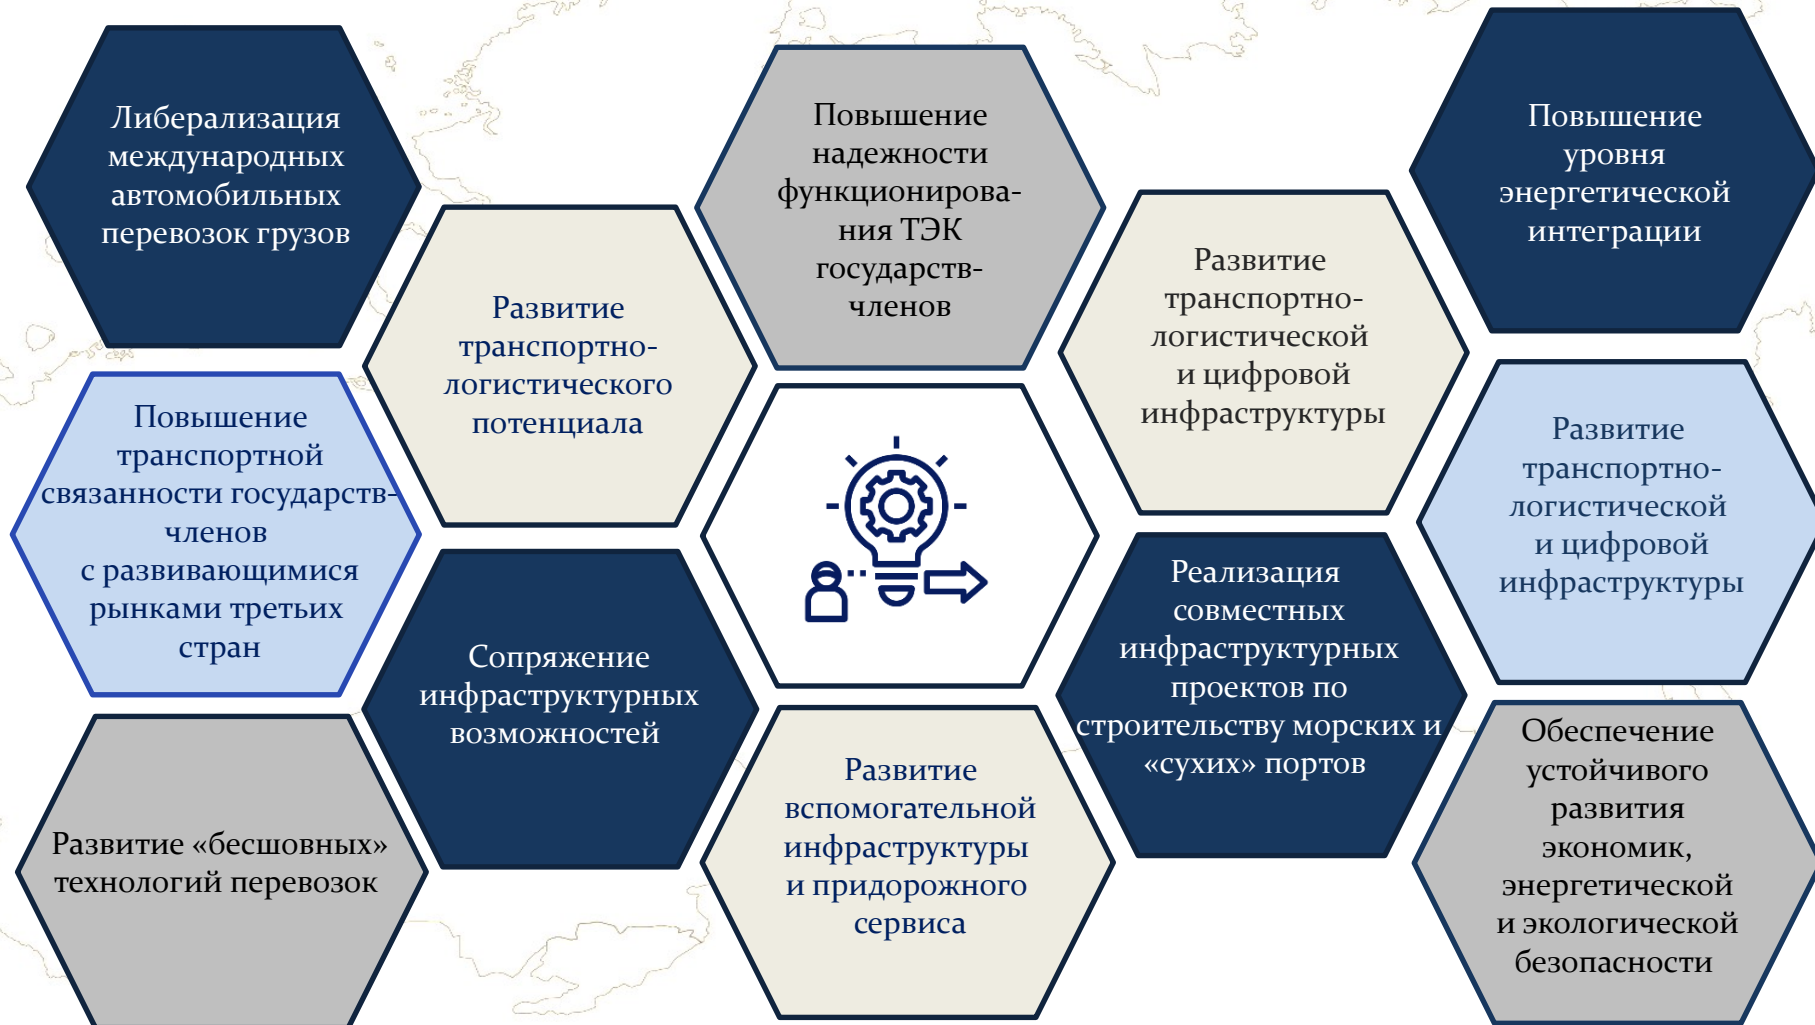 Либерализация
международных
автомобильных
перевозок грузов
Повышение
транспортной
связанности государств-
членов
с развивающимися
рынками третьих
стран
Развитие «бесшовных»
технологий перевозок
Развитие
транспортно-
логистического
потенциала
Сопряжение
инфраструктурных
возможностей
Повышение
надежности
функционирова-
ния ТЭК
государств-
членов
Развитие
вспомогательной
инфраструктуры
и придорожного
сервиса
Развитие
транспортно-
логистической
и цифровой
инфраструктуры
Реализация
совместных
инфраструктурных
проектов по
строительству морских и
«сухих» портов
Повышение
уровня
энергетической
интеграции
Развитие
транспортно-
логистической
и цифровой
инфраструктуры
Обеспечение
устойчивого
развития
экономик,
энергетической
и экологической
безопасности